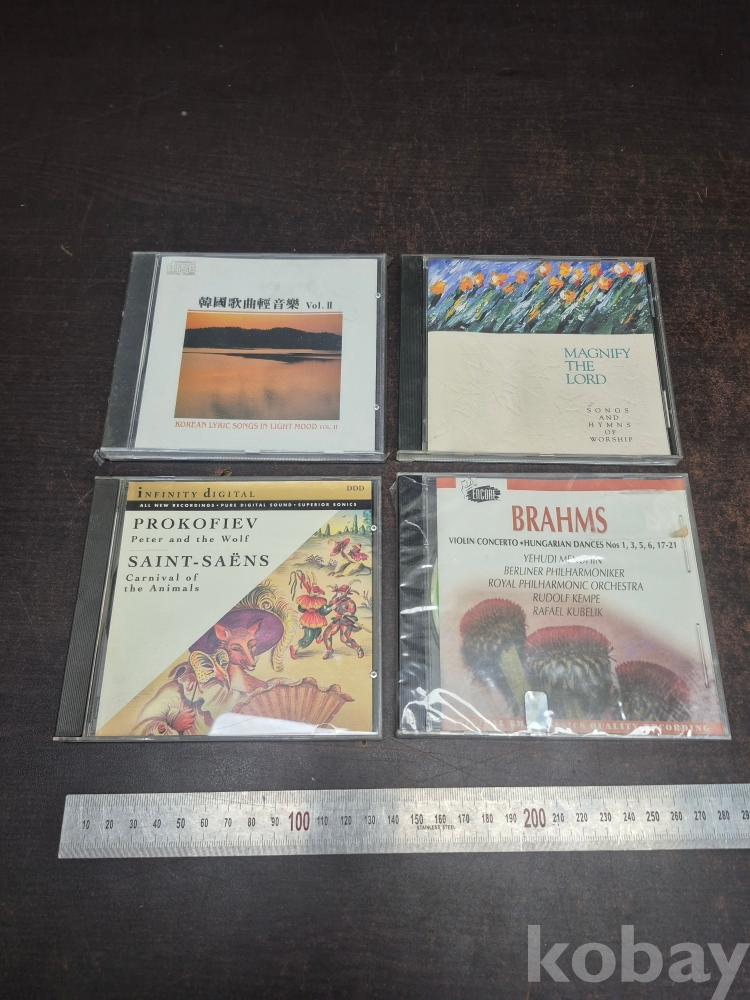 韓國歌曲輕音樂 Vol. II
KOREAN LYRIC SONGS IN LIGHT MOOD VOL. II
MAGNIFY
THE
LORD
SONGS
AND
HYMNS
OF
WORSHIP
INFINITY DIGITAL
DDD
ALL NEW RECORDINGS · PURE DIGITAL SOUND · SUPERIOR SONICS
PROKOFIEV
Peter and the Wolf
SAINT-SAËNS
Carnival of
the Animals
ENCORE
BRAHMS
VIOLIN CONCERTO • HUNGARIAN DANCES Nos 1, 3, 5, 6, 17-21
YEHUDI MENUHIN
BERLINER PHILHARMONIKER
ROYAL PHILHARMONIC ORCHESTRA
RUDOLF KEMPE
RAFAEL KUBELIK
QUALITY RECORDING
10 20 30 40 50 60 70 80 90 100 110 120 130 140 150 160 170 180 190 200 210 220 230 240 250 260 270 280
STAINLESS STEEL
kobay